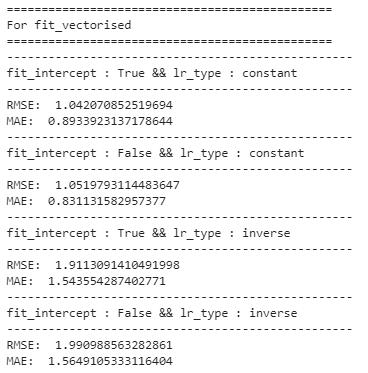 ===============================================
For fit_vectorised
===============================================
--------------------------------------------------
fit_intercept : True && lr_type : constant
--------------------------------------------------
RMSE:  1.042070852519694
MAE:  0.8933923137178644
--------------------------------------------------
fit_intercept : False && lr_type : constant
--------------------------------------------------
RMSE:  1.0519793114483647
MAE:  0.831131582957377
--------------------------------------------------
fit_intercept : True && lr_type : inverse
--------------------------------------------------
RMSE:  1.9113091410491998
MAE:  1.543554287402771
--------------------------------------------------
fit_intercept : False && lr_type : inverse
--------------------------------------------------
RMSE:  1.990988563282861
MAE:  1.5649105333116404